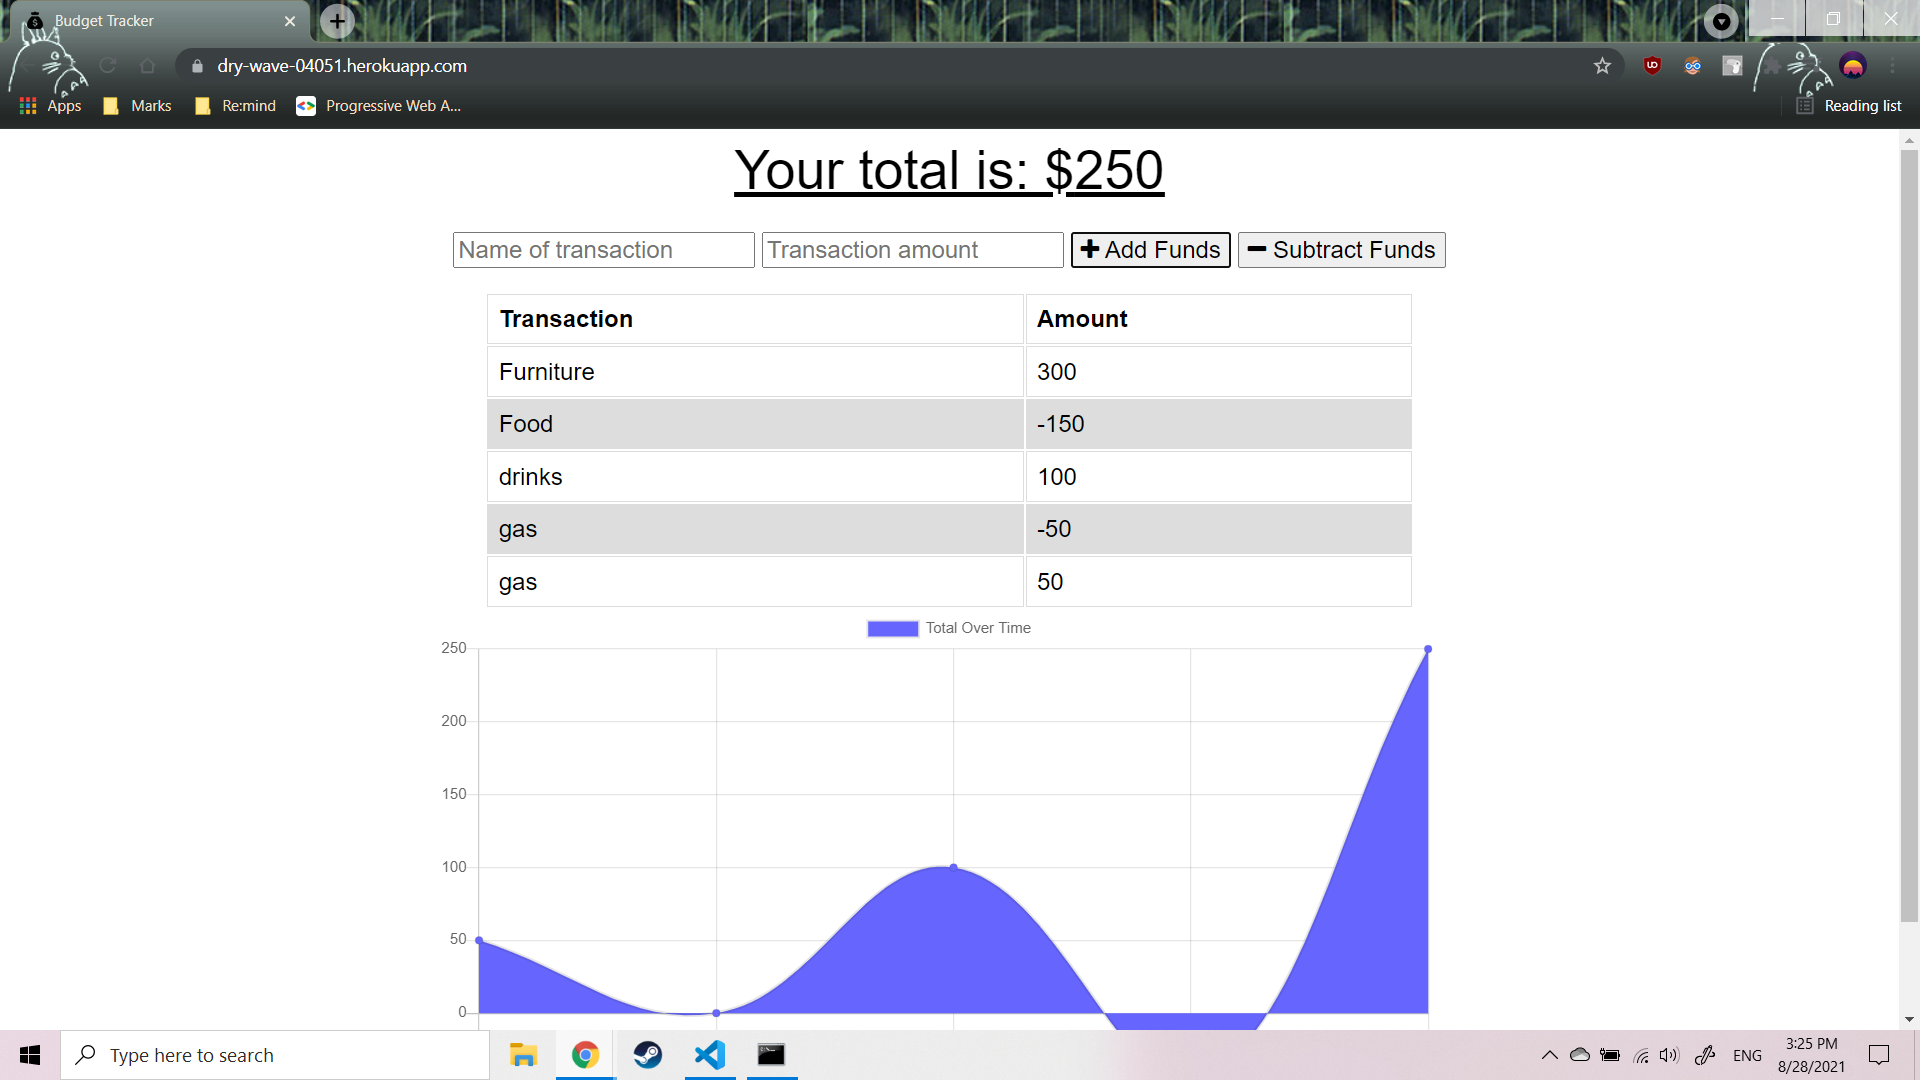 Budget Tracker
dry-wave-04051.herokuapp.com
Apps Marks Re:mind Progressive Web A... Reading list
Your total is: $250
Name of transaction Transaction amount Add Funds Subtract Funds
Transaction Amount
Furniture 300
Food -150
drinks 100
gas -50
gas 50
Total Over Time
250
200
150
100
50
0
Type here to search
ENG
3:25 PM
8/28/2021